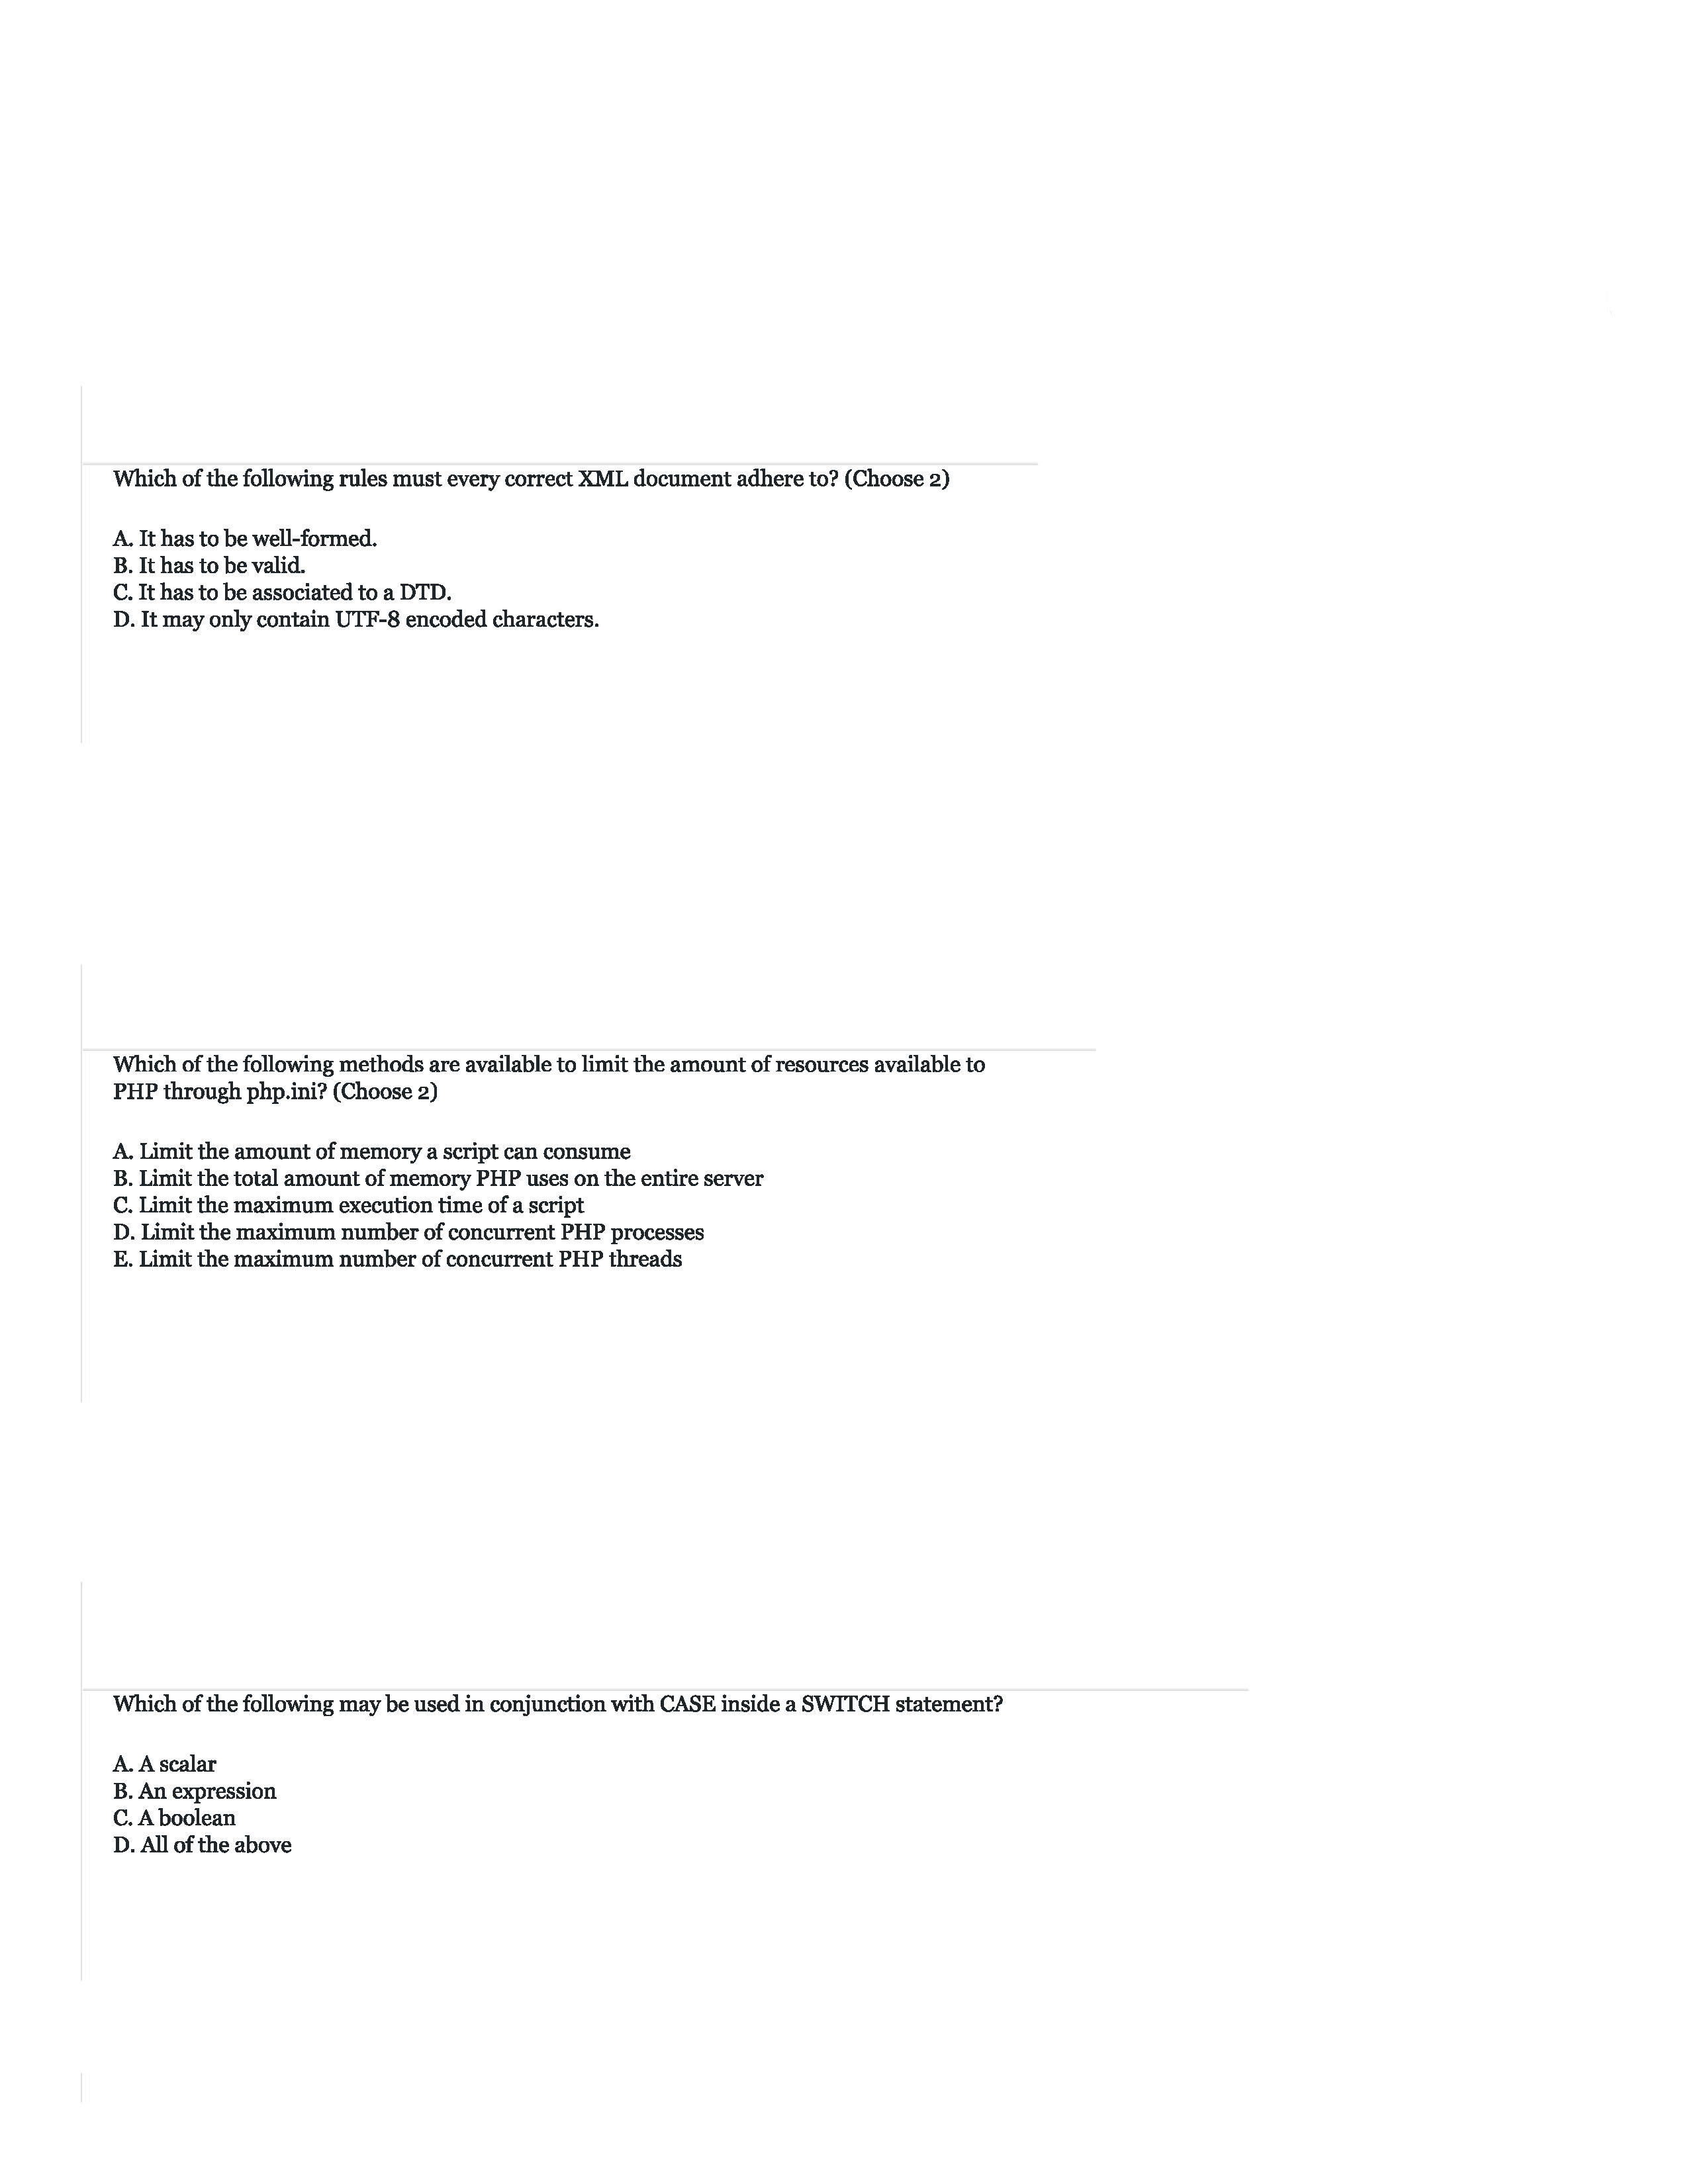 Which of the following rules must every correct XML document adhere to? (Choose 2)
A. It has to be well-formed.
B. It has to be valid.
C. It has to be associated to a DTD.
D. It may only contain UTF-8 encoded characters.
Which of the following methods are available to limit the amount of resources available to
PHP through php.ini? (Choose 2)
A. Limit the amount of memory a script can consume
B. Limit the total amount of memory PHP uses on the entire server
C. Limit the maximum execution time of a script
D. Limit the maximum number of concurrent PHP processes
E. Limit the maximum number of concurrent PHP threads
Which of the following may be used in conjunction with CASE inside a SWITCH statement?
A. A scalar
B. An expression
C. A boolean
D. All of the above